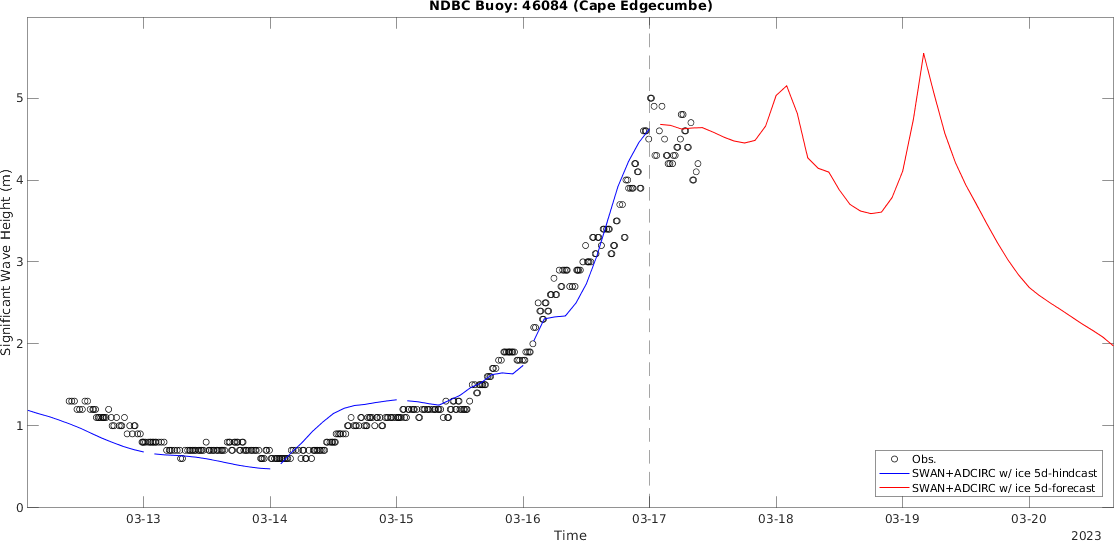 NDBC Buoy: 46084 (Cape Edgecumbe)
5
4
3
2
1
0
Significant Wave Height (m)
Obs.
SWAN+ADCIRC w/ ice 5d-hindcast
SWAN+ADCIRC w/ ice 5d-forecast
03-13 03-14 03-15 03-16 03-17 03-18 03-19 03-20
Time
2023